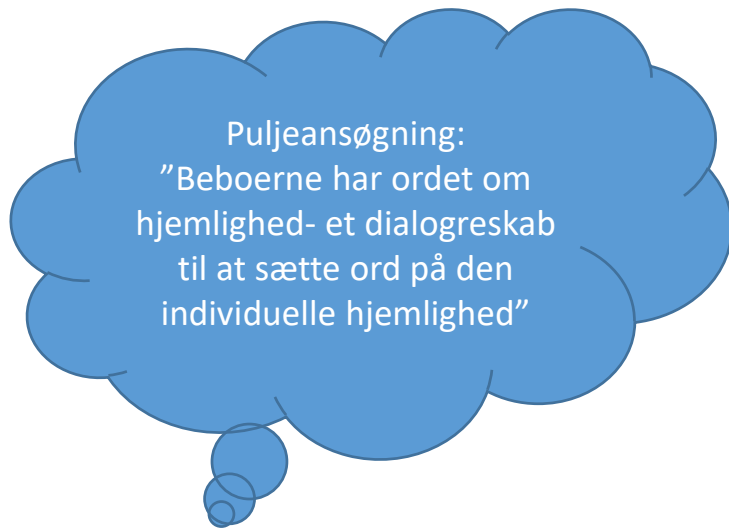 Puljeansøgning:
”Beboerne har ordet om
hjemlighed- et dialogreskab
til at sætte ord på den
individuelle hjemlighed”